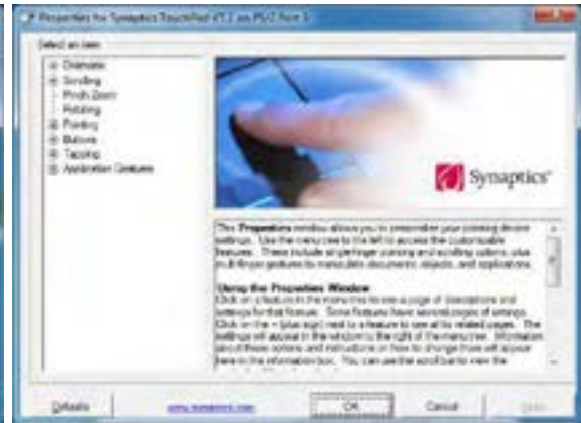 Properties for Synaptics TouchPad V7.2 on PS/2 Port
Select an item
Overview
Scrolling
Pinch Zoom
Rotating
Pointing
Buttons
Tapping
Application Gestures
Synaptics
This Properties window allows you to personalize your pointing device
settings. Use the menu tree to the left to access the customizable
features. These include single-finger pointing and scrolling options, plus
multi-finger gestures to manipulate documents, objects, and applications.
Using the Properties Window
Click on a feature in the menu tree to see a page of descriptions and
settings for that feature. Some features have several pages of settings.
Click on the + (plus sign) next to a feature to see all its related pages. The
settings will appear in the window to the right of the menu tree. Information
about these options and instructions on how to change them will appear
here in the information box. You can use the scroll bar to view the
Defaults
www.synaptics.com
OK
Cancel
Apply